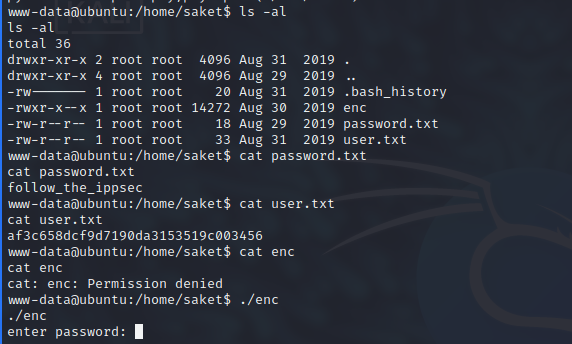 www-data@ubuntu:/home/saket$ ls -al
ls -al
total 36
drwxr-xr-x 2 root root  4096 Aug 31  2019 .
drwxr-xr-x 4 root root  4096 Aug 29  2019 ..
-rw------- 1 root root    20 Aug 31  2019 .bash_history
-rwxr-x--x 1 root root 14272 Aug 30  2019 enc
-rw-r--r-- 1 root root    18 Aug 29  2019 password.txt
-rw-r--r-- 1 root root    33 Aug 31  2019 user.txt
www-data@ubuntu:/home/saket$ cat password.txt
cat password.txt
follow_the_ippsec
www-data@ubuntu:/home/saket$ cat user.txt
cat user.txt
af3c658dcf9d7190da3153519c003456
www-data@ubuntu:/home/saket$ cat enc
cat enc
cat: enc: Permission denied
www-data@ubuntu:/home/saket$ ./enc
./enc
enter password: